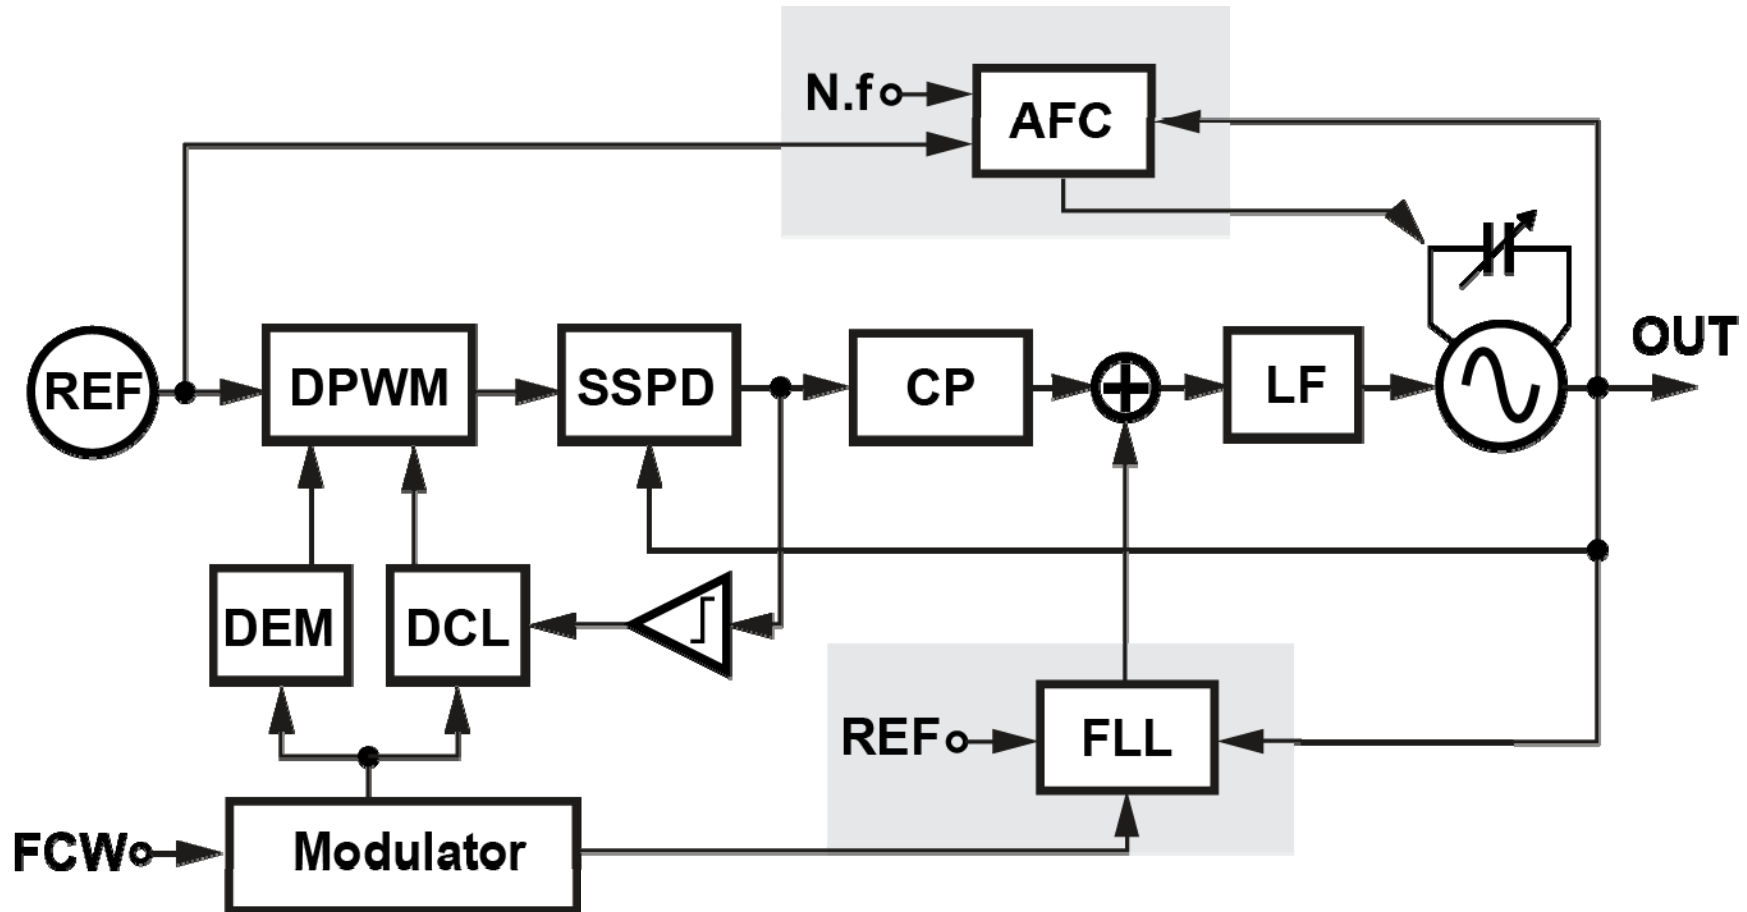 N.f
AFC
OUT
REF
DPWM
SSPD
CP
LF
DEM
DCL
REF
FLL
FCW
Modulator